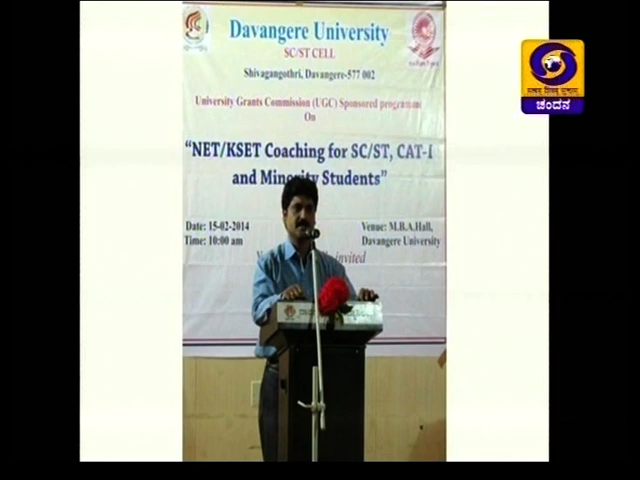 Davangere University
SC/ST CELL
Shivagangothri, Davangere-577 002
University Grants Commission (UGC) Sponsored programme
On
“NET/KSET Coaching for SC/ST, CAT-I
and Minority Students”
Date: 15-02-2014
Time: 10:00 am
Venue: M.B.A.Hall,
Davangere University
invited
ಚಂದನ